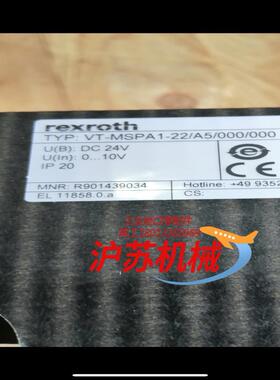 rexroth
TYP: VT-MSPA1-22/A5/000/000
U(B): DC 24V
U(In): 0...10V
IP 20
CE
MNR: R901439034
Hotline: +49 9352
EL 11858.0.a
CS:
沪苏机械